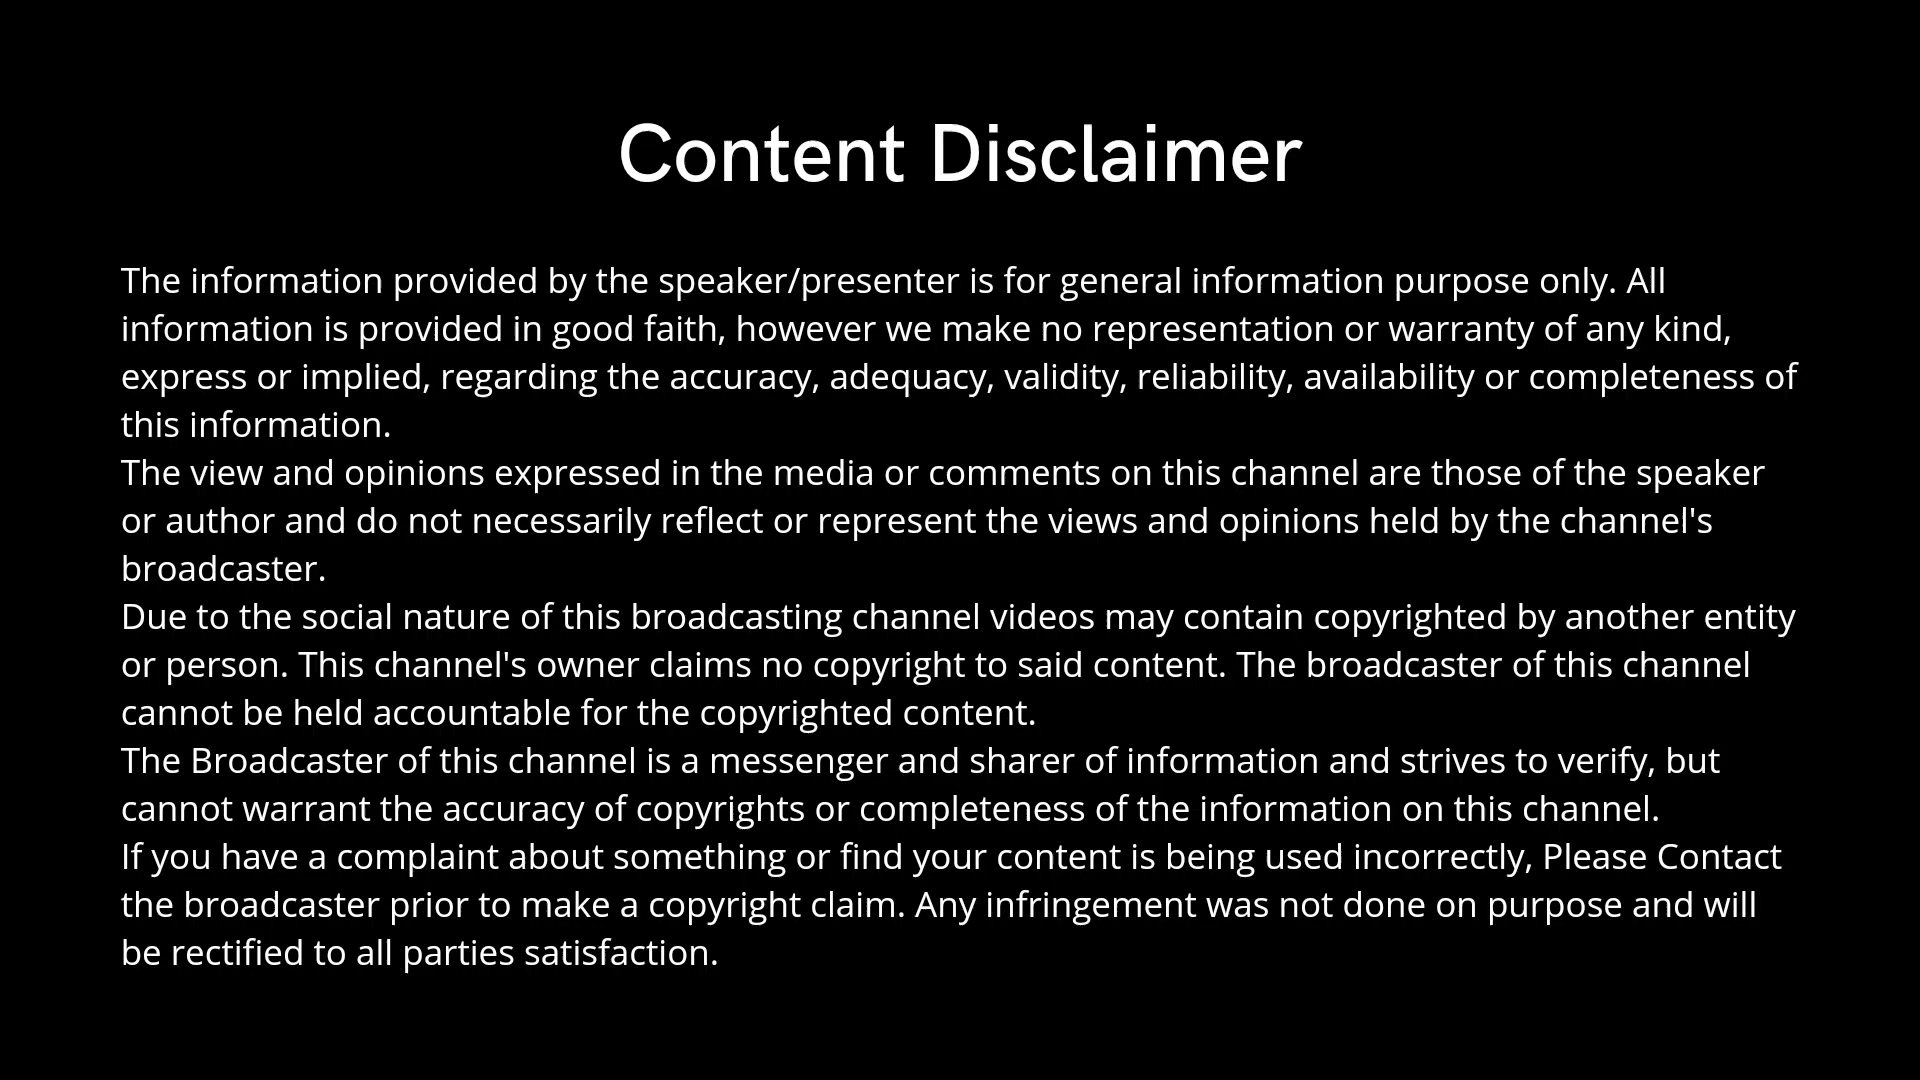 Content Disclaimer
The information provided by the speaker/presenter is for general information purpose only. All
information is provided in good faith, however we make no representation or warranty of any kind,
express or implied, regarding the accuracy, adequacy, validity, reliability, availability or completeness of
this information.
The view and opinions expressed in the media or comments on this channel are those of the speaker
or author and do not necessarily reflect or represent the views and opinions held by the channel's
broadcaster.
Due to the social nature of this broadcasting channel videos may contain copyrighted by another entity
or person. This channel's owner claims no copyright to said content. The broadcaster of this channel
cannot be held accountable for the copyrighted content.
The Broadcaster of this channel is a messenger and sharer of information and strives to verify, but
cannot warrant the accuracy of copyrights or completeness of the information on this channel.
If you have a complaint about something or find your content is being used incorrectly, Please Contact
the broadcaster prior to make a copyright claim. Any infringement was not done on purpose and will
be rectified to all parties satisfaction.